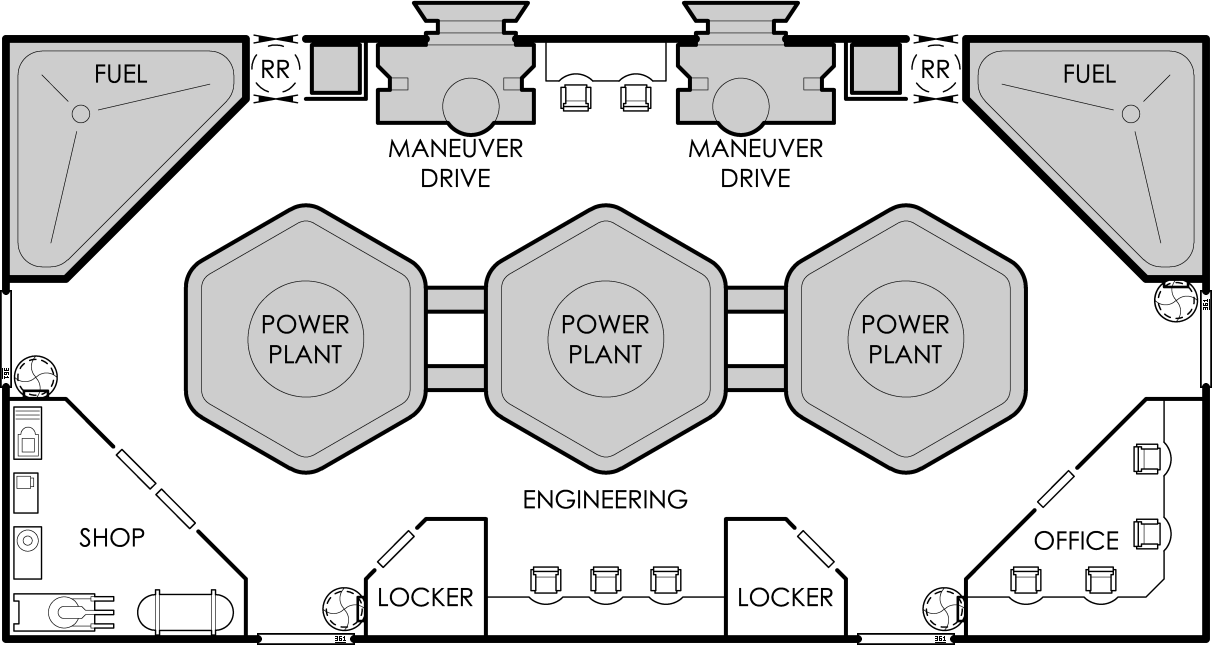 FUEL
RR
RR
FUEL
MANEUVER
DRIVE
MANEUVER
DRIVE
361
POWER
PLANT
POWER
PLANT
POWER
PLANT
361
ENGINEERING
SHOP
OFFICE
LOCKER
LOCKER
361
361